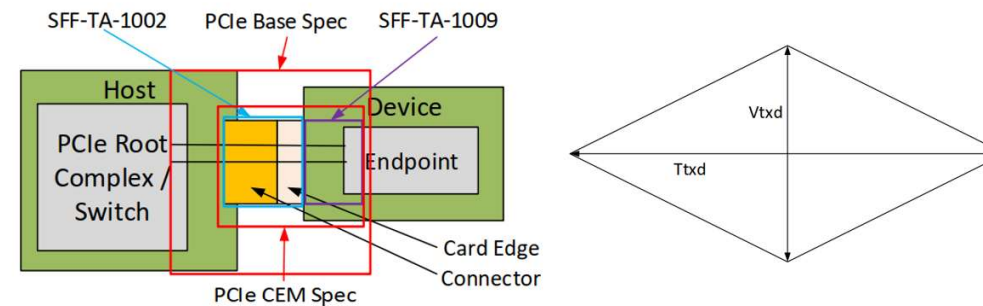 SFF-TA-1002
PCIe Base Spec
SFF-TA-1009
Host
Device
PCIe Root
Complex /
Switch
Endpoint
Card Edge
Connector
PCIe CEM Spec
Vtxd
Ttxd